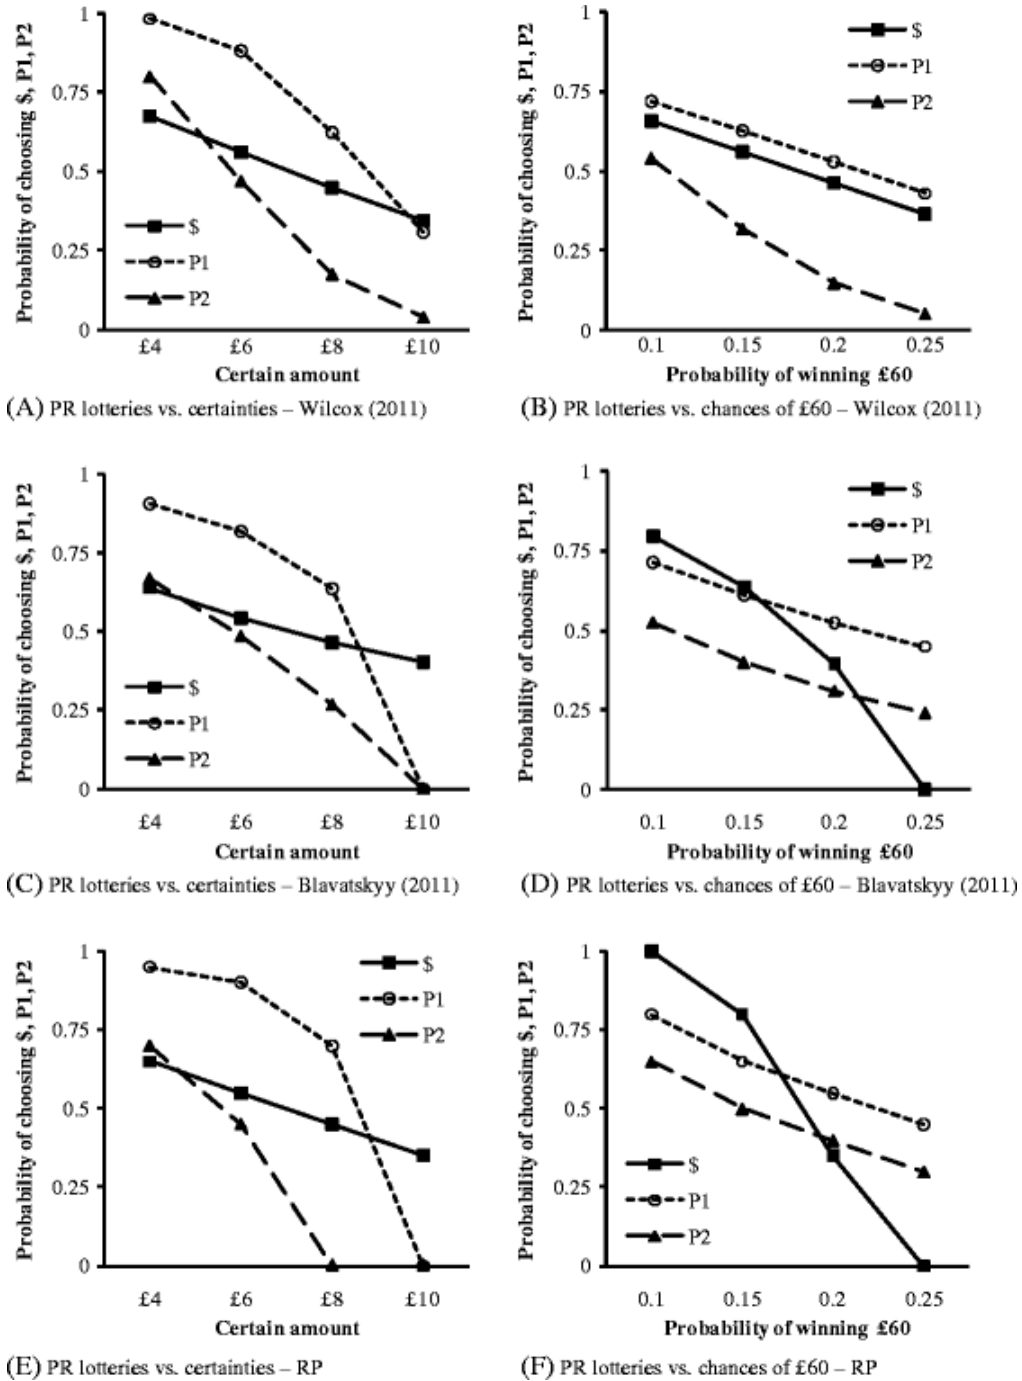 Probability of choosing $, P1, P2
1
0.75
0.5
0.25
0
$
P1
P2
£4 £6 £8 £10
Certain amount
(A) PR lotteries vs. certainties – Wilcox (2011)
Probability of choosing $, P1, P2
1
0.75
0.5
0.25
0
$
P1
P2
0.1 0.15 0.2 0.25
Probability of winning £60
(B) PR lotteries vs. chances of £60 – Wilcox (2011)
Probability of choosing $, P1, P2
1
0.75
0.5
0.25
0
$
P1
P2
£4 £6 £8 £10
Certain amount
(C) PR lotteries vs. certainties – Blavatskyy (2011)
Probability of choosing $, P1, P2
1
0.75
0.5
0.25
0
$
P1
P2
0.1 0.15 0.2 0.25
Probability of winning £60
(D) PR lotteries vs. chances of £60 – Blavatskyy (2011)
Probability of choosing $, P1, P2
1
0.75
0.5
0.25
0
$
P1
P2
£4 £6 £8 £10
Certain amount
(E) PR lotteries vs. certainties – RP
Probability of choosing $, P1, P2
1
0.75
0.5
0.25
0
$
P1
P2
0.1 0.15 0.2 0.25
Probability of winning £60
(F) PR lotteries vs. chances of £60 – RP